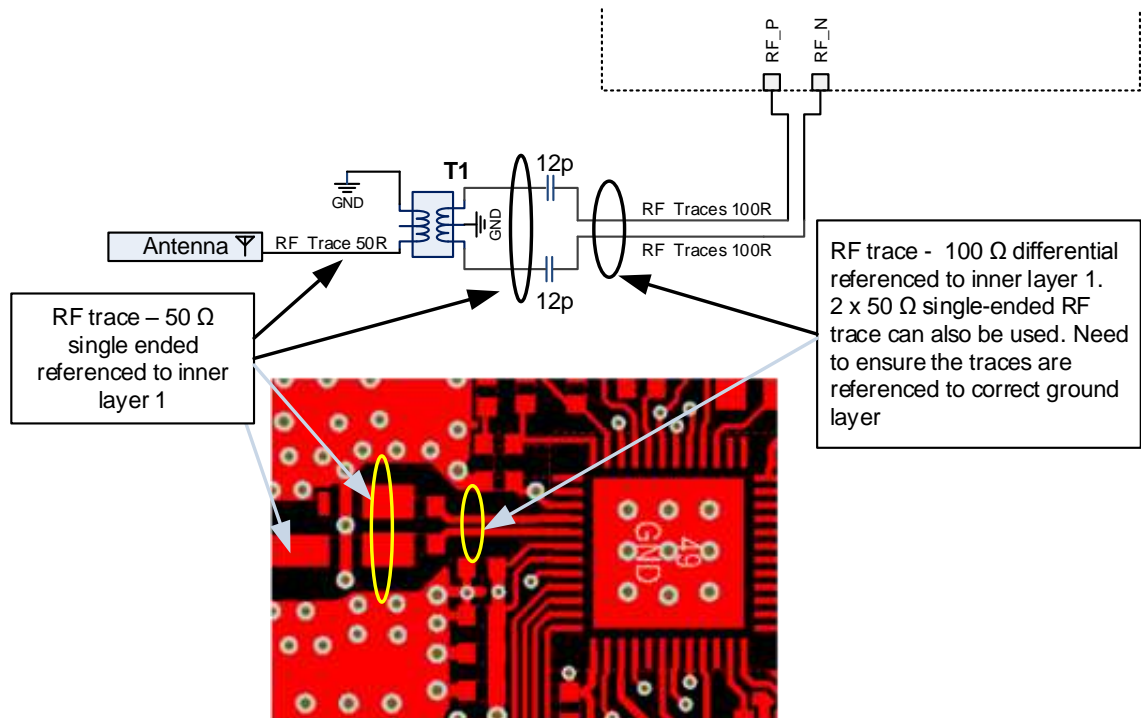 RF_P
RF_N
T1
12p
GND
GND
RF Traces 100R
Antenna
RF Trace 50R
RF Traces 100R
12p
RF trace – 50 Ω
single ended
referenced to inner
layer 1
RF trace - 100 Ω differential
referenced to inner layer 1.
2 x 50 Ω single-ended RF
trace can also be used. Need
to ensure the traces are
referenced to correct ground
layer
49
GND